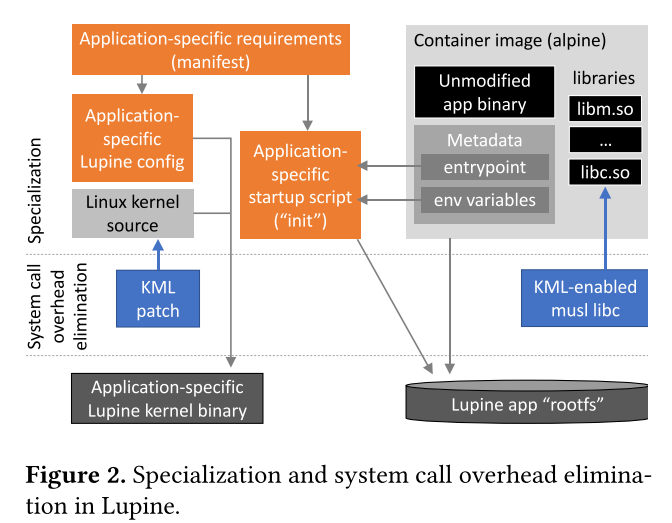 Application-specific requirements
(manifest)
Container image (alpine)
Unmodified
app binary
libraries
libm.so
...
libc.so
Application-
specific
Lupine config
Application-
specific
startup script
(“init”)
Metadata
entrypoint
env variables
Linux kernel
source
Specialization
System call
overhead
elimination
KML
patch
KML-enabled
musl libc
Application-specific
Lupine kernel binary
Lupine app “rootfs”
Figure 2. Specialization and system call overhead elimina-
tion in Lupine.